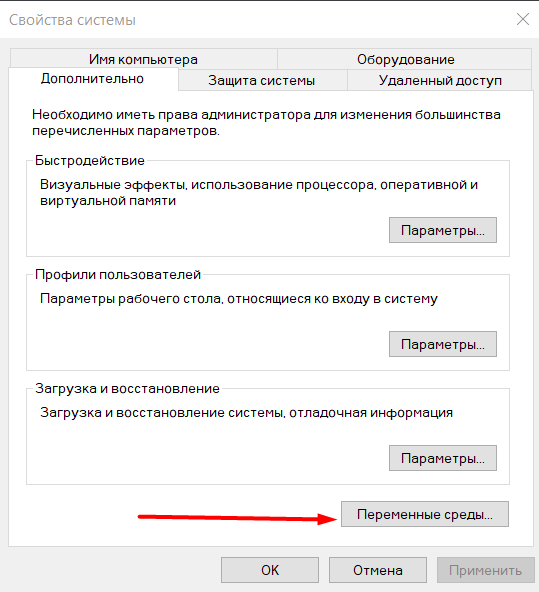 Свойства системы
Имя компьютера
Оборудование
Дополнительно
Защита системы
Удаленный доступ
Необходимо иметь права администратора для изменения большинства
перечисленных параметров.
Быстродействие
Визуальные эффекты, использование процессора, оперативной и
виртуальной памяти
Параметры...
Профили пользователей
Параметры рабочего стола, относящиеся ко входу в систему
Параметры...
Загрузка и восстановление
Загрузка и восстановление системы, отладочная информация
Параметры...
Переменные среды...
OK
Отмена
Применить